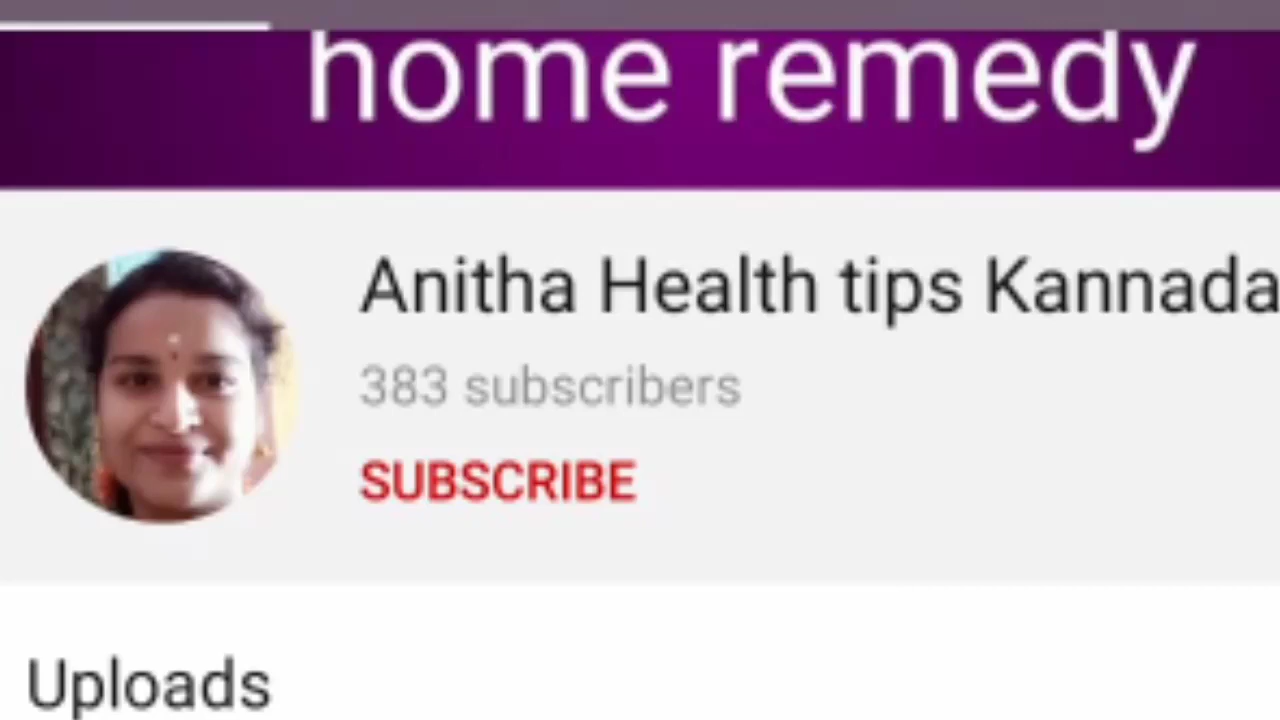 home remedy
Anitha Health tips Kannada
383 subscribers
SUBSCRIBE
Uploads